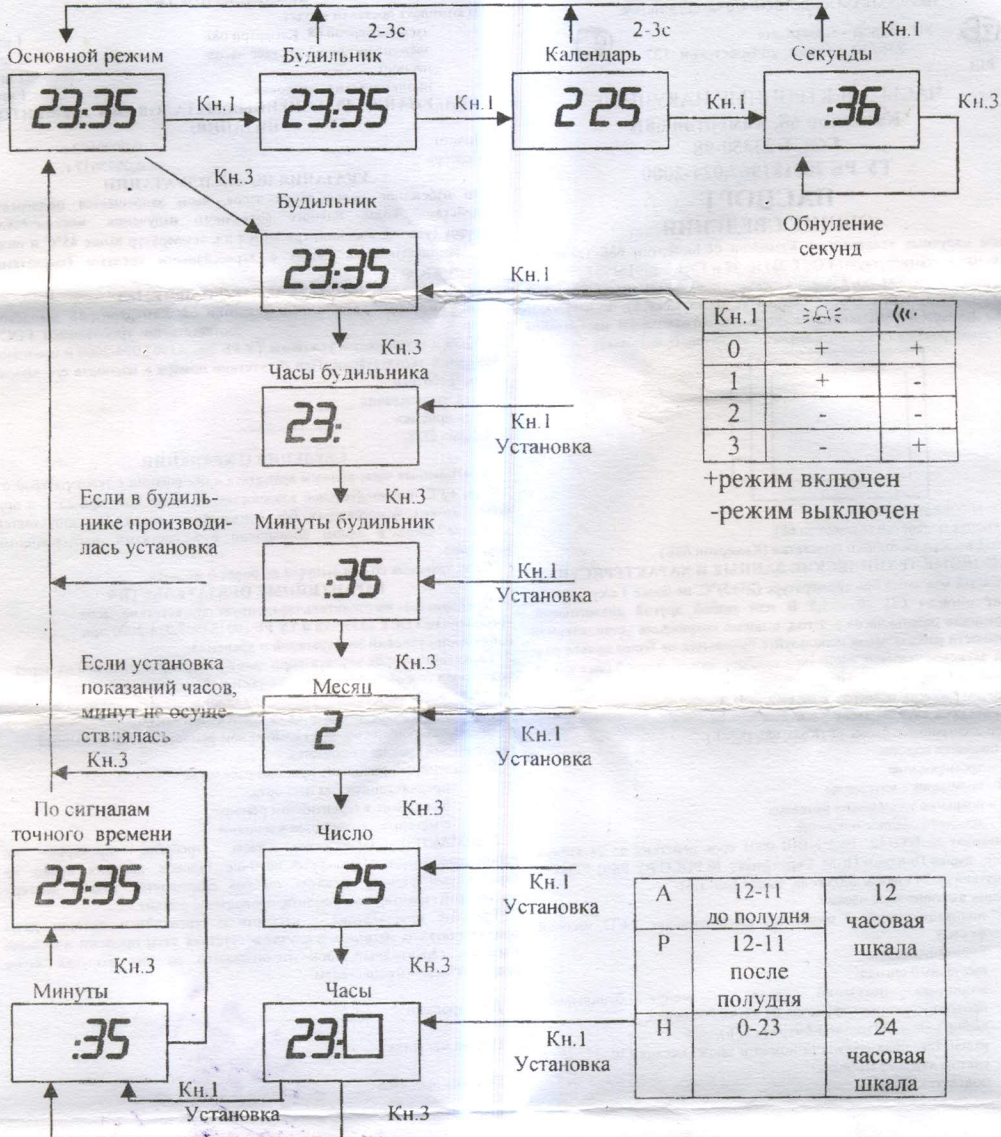 2-3с
2-3с
Кн.1
Основной режим
Будильник
Календарь
Секунды
23:35
Кн.1
23:35
Кн.1
2 25
Кн.1
:36
Кн.3
Кн.3
Будильник
Обнуление
секунд
23:35
Кн.1
Кн.1
0 + +
1 + -
2 - -
3 - +
+режим включен
-режим выключен
Кн.3
Часы будильника
23:
Кн.1
Установка
Если в будиль-
нике производи-
лась установка
Кн.3
Минуты будильник
:35
Кн.1
Установка
Если установка
показаний часов,
минут не осуще-
ствлялась
Кн.3
Кн.3
Месяц
2
Кн.1
Установка
Кн.3
По сигналам
точного времени
23:35
Число
25
Кн.1
Установка
A 12-11 12
до полудня часовая
шкала
P 12-11
после
полудня
H 0-23 24
часовая
шкала
Кн.3
Кн.3
Минуты
:35
Часы
23:
Кн.1
Установка
Кн.1
Установка
Кн.3